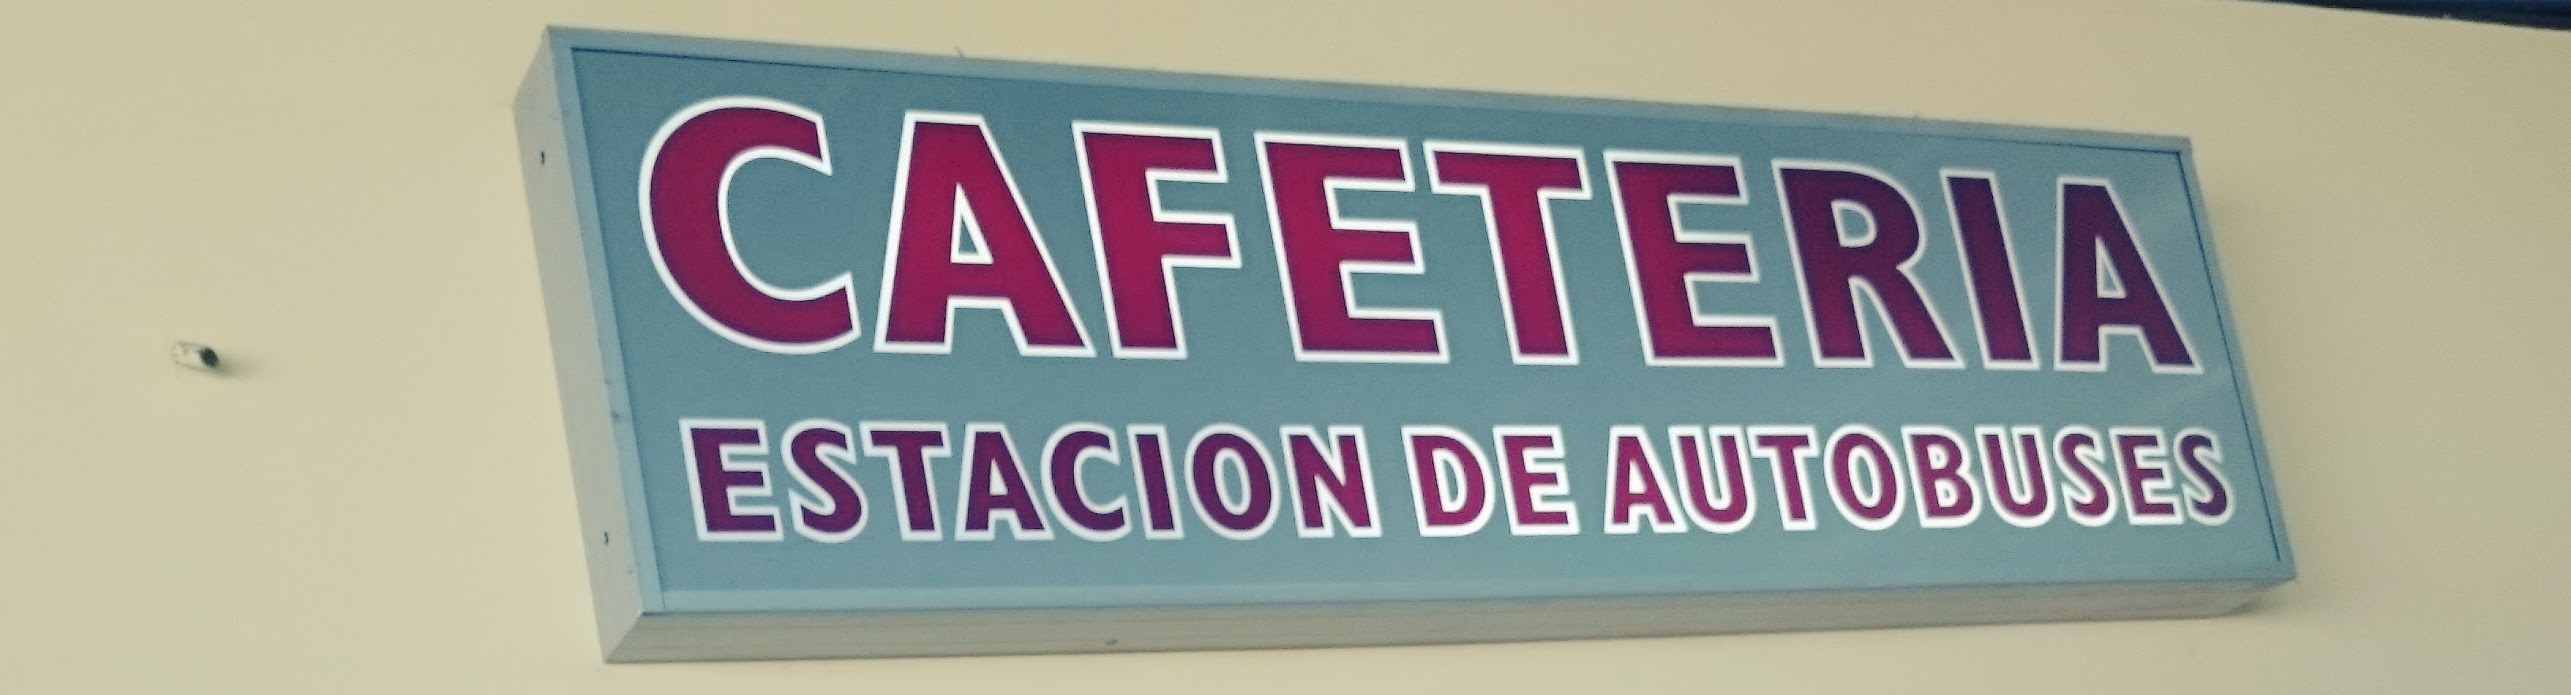 CAFETERIA
ESTACION DE AUTOBUSES